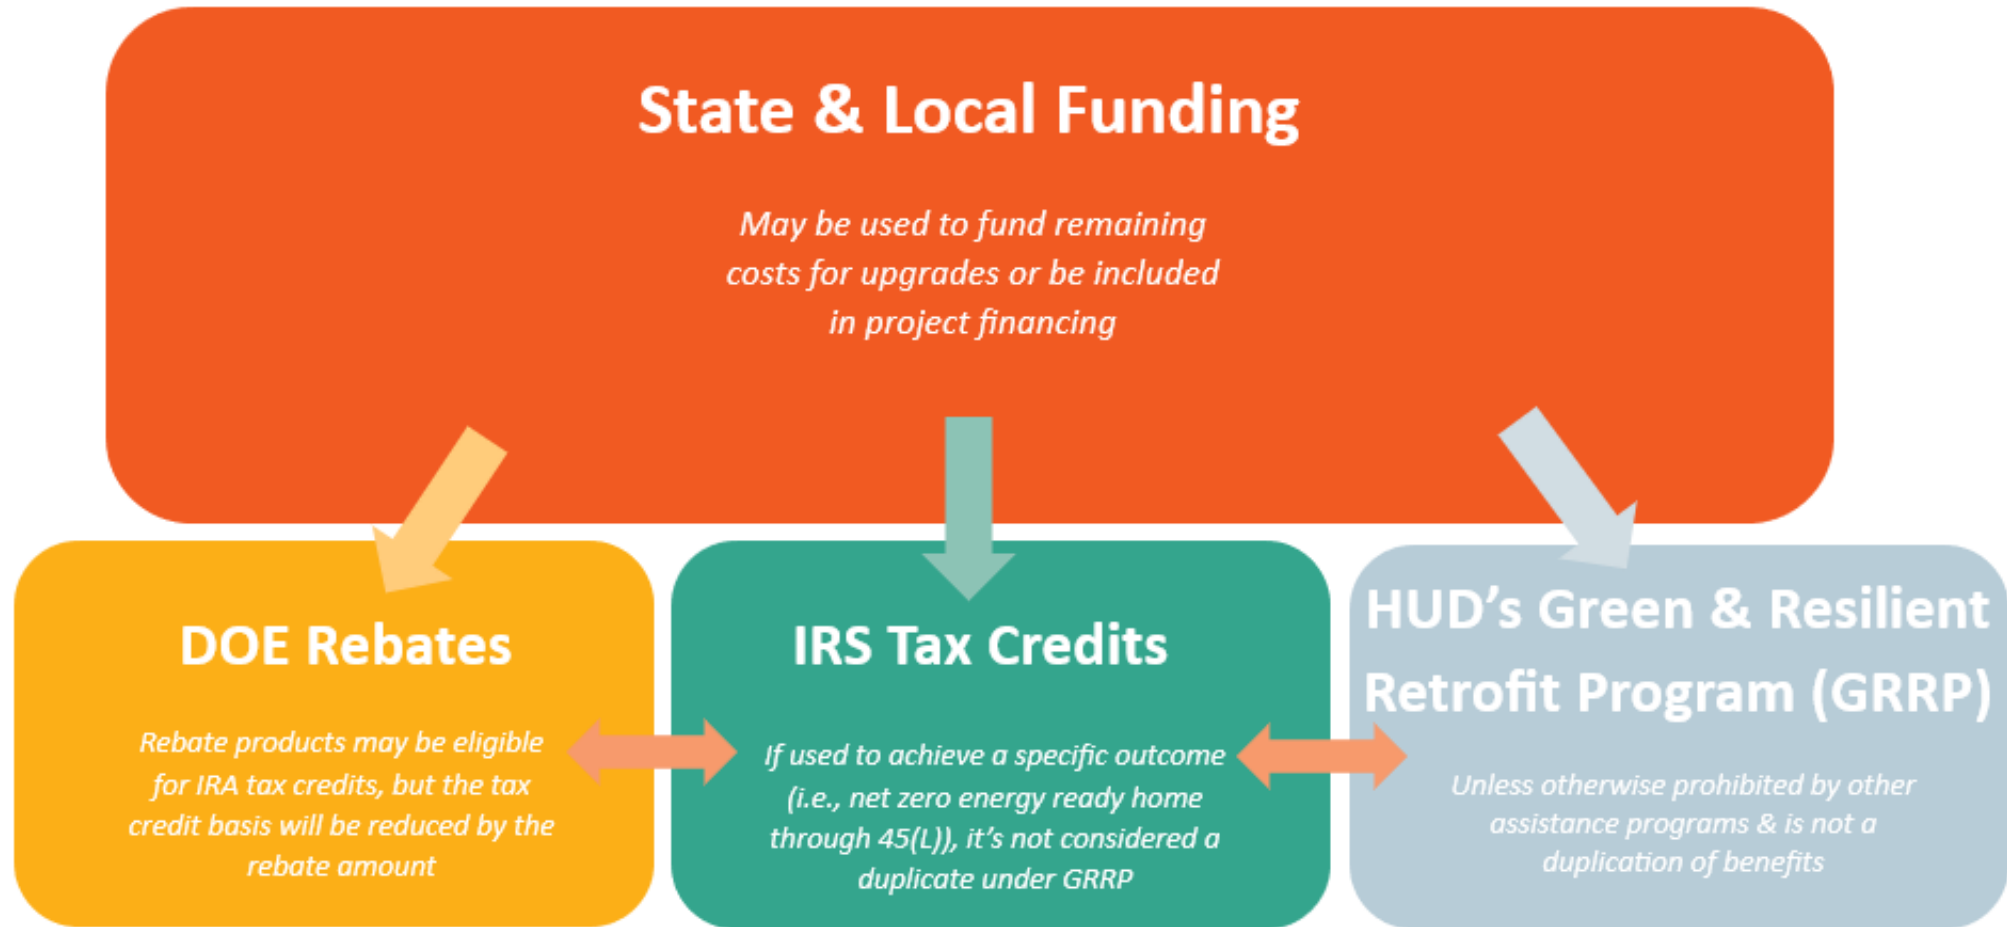 State & Local Funding
May be used to fund remaining
costs for upgrades or be included
in project financing
DOE Rebates
Rebate products may be eligible
for IRA tax credits, but the tax
credit basis will be reduced by the
rebate amount
IRS Tax Credits
If used to achieve a specific outcome
(i.e., net zero energy ready home
through 45(L)), it’s not considered a
duplicate under GRRP
HUD’s Green & Resilient
Retrofit Program (GRRP)
Unless otherwise prohibited by other
assistance programs & is not a
duplication of benefits